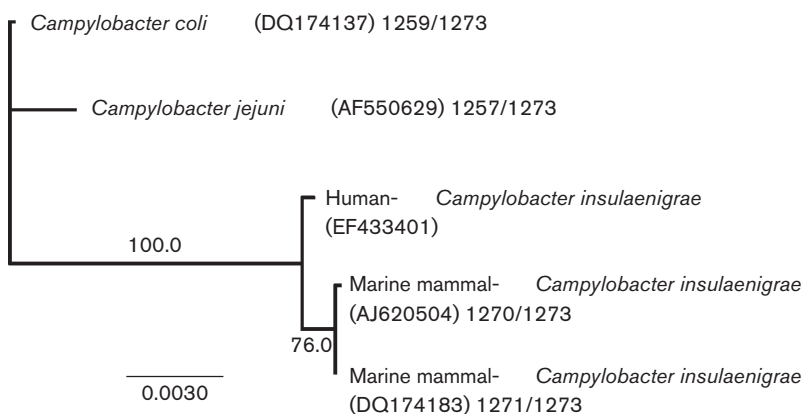 Campylobacter coli (DQ174137) 1259/1273
Campylobacter jejuni (AF550629) 1257/1273
Human- Campylobacter insulaenigrae
(EF433401)
100.0
Marine mammal- Campylobacter insulaenigrae
(AJ620504) 1270/1273
76.0
Marine mammal- Campylobacter insulaenigrae
(DQ174183) 1271/1273
0.0030